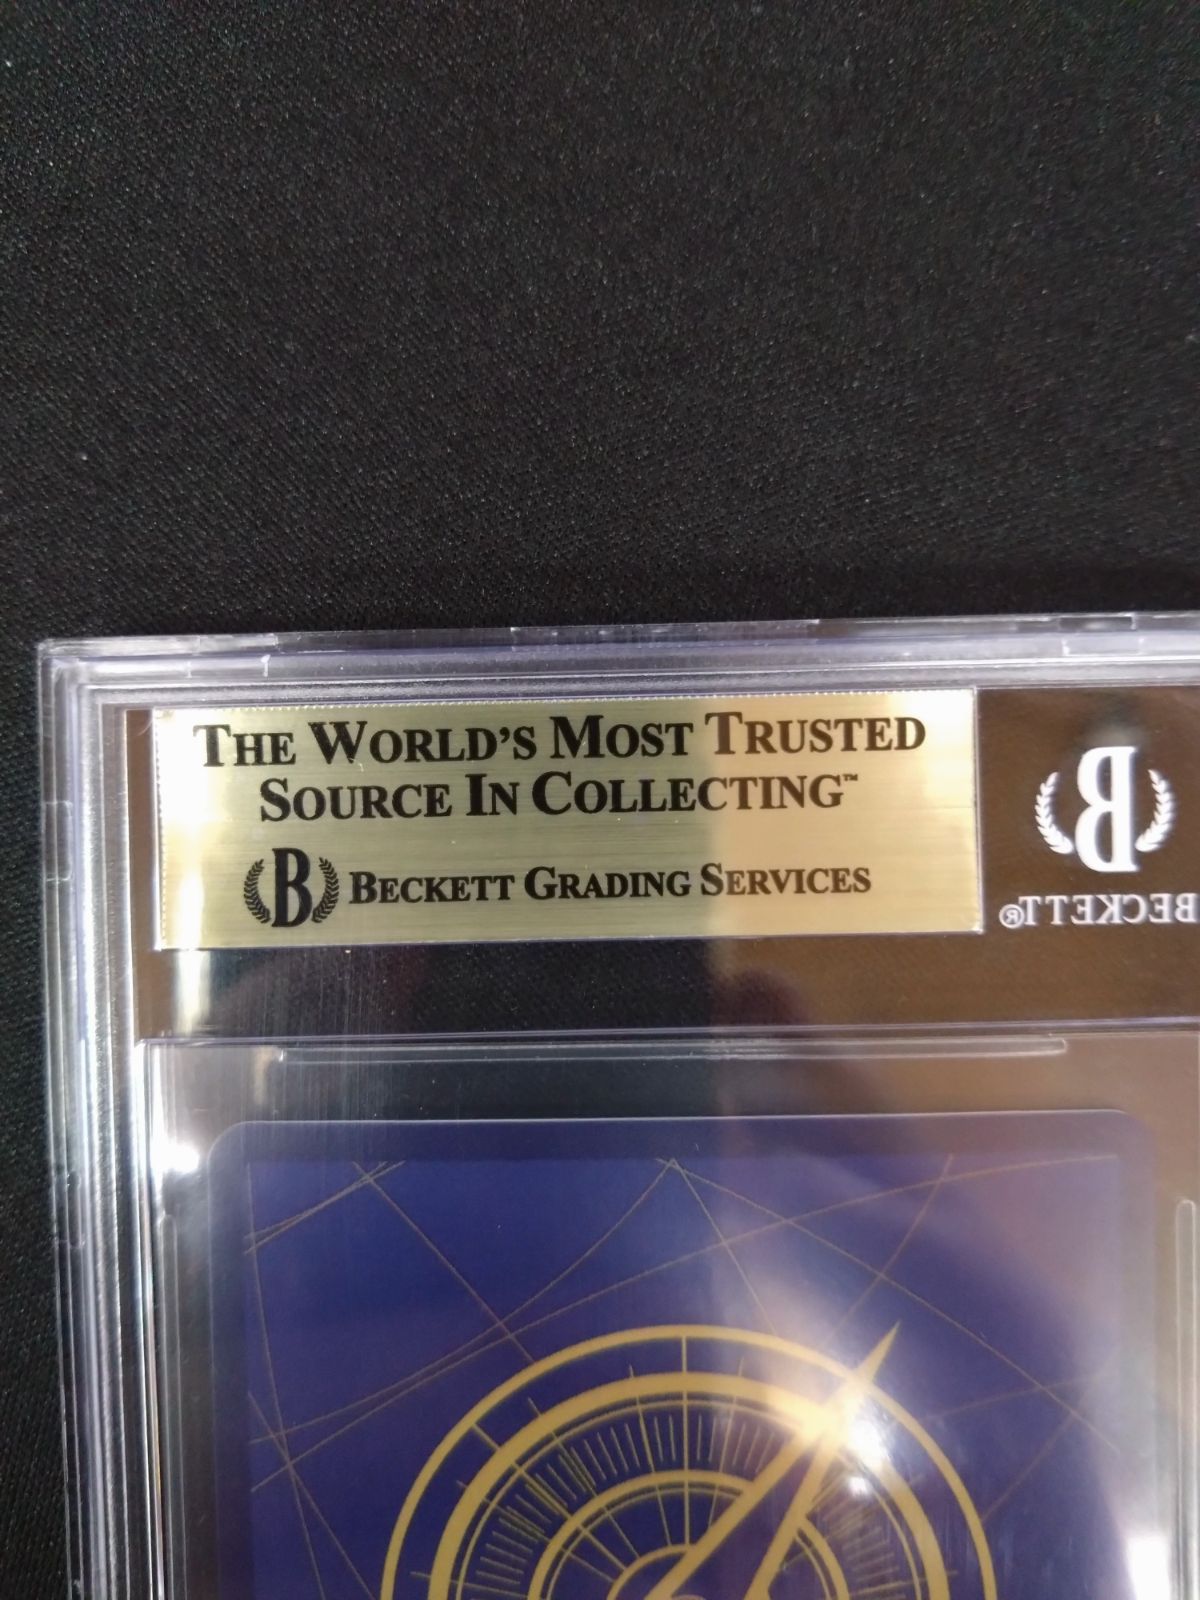 THE WORLD'S MOST TRUSTED
SOURCE IN COLLECTING™
B BECKETT GRADING SERVICES
B
BECKETT®